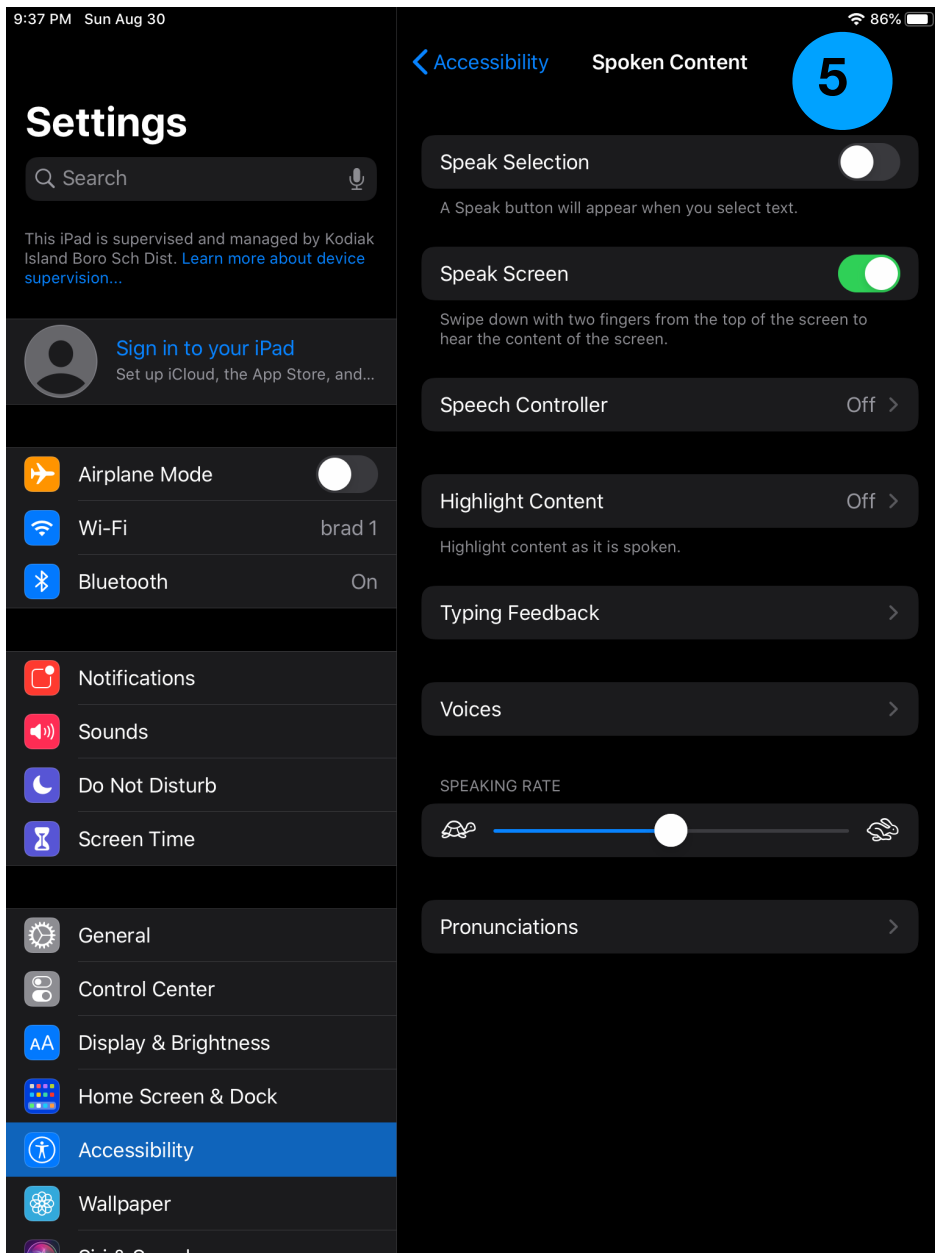 9:37 PM Sun Aug 30
86%
Settings
Search
This iPad is supervised and managed by Kodiak
Island Boro Sch Dist. Learn more about device
supervision...
Sign in to your iPad
Set up iCloud, the App Store, and...
Airplane Mode
Wi-Fi brad 1
Bluetooth On
Notifications
Sounds
Do Not Disturb
Screen Time
General
Control Center
AA Display & Brightness
Home Screen & Dock
Accessibility
Wallpaper
Accessibility Spoken Content 5
Speak Selection
A Speak button will appear when you select text.
Speak Screen
Swipe down with two fingers from the top of the screen to
hear the content of the screen.
Speech Controller Off
Highlight Content Off
Highlight content as it is spoken.
Typing Feedback
Voices
SPEAKING RATE
Pronunciations